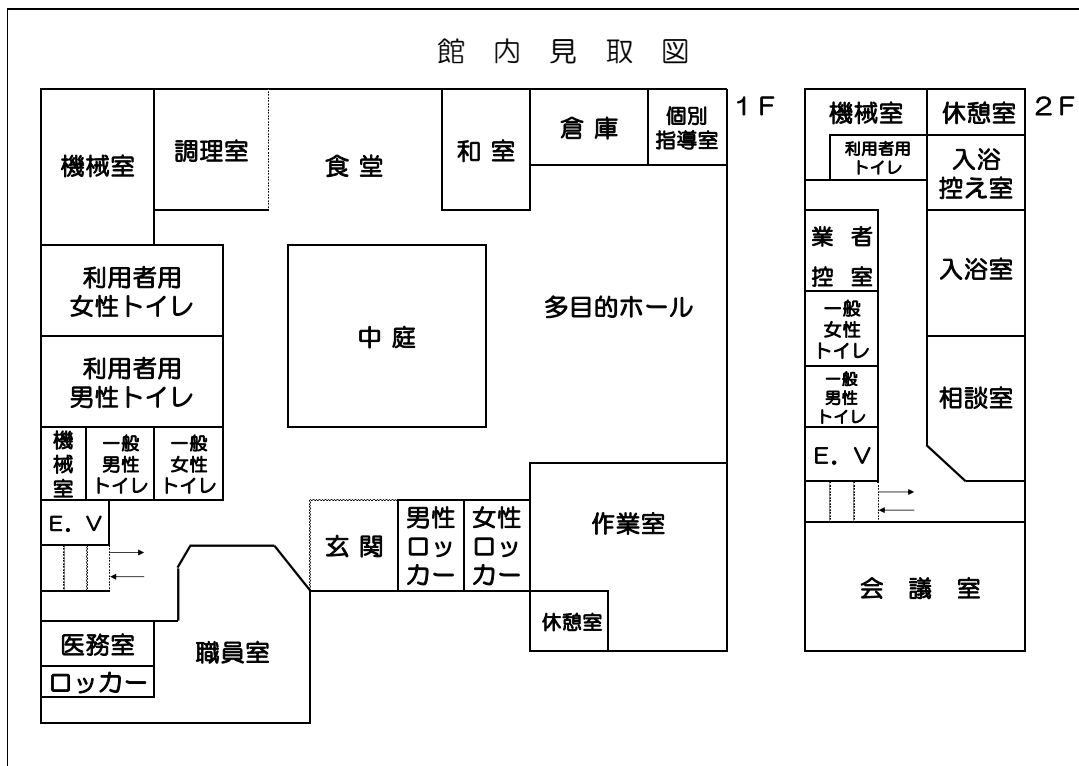 館内見取図
1F
2F
機械室
調理室
食堂
和室
倉庫
個別
指導室
利用者用
女性トイレ
中庭
多目的ホール
利用者用
男性トイレ
機
械
室
一般
男性
トイレ
一般
女性
トイレ
E.V
玄関
男性
ロッ
カー
女性
ロッ
カー
作業室
休憩室
医務室
ロッカー
職員室
機械室
休憩室
利用者用
トイレ
入浴
控え室
業者
控室
入浴室
一般
女性
トイレ
一般
男性
トイレ
相談室
E.V
会議室